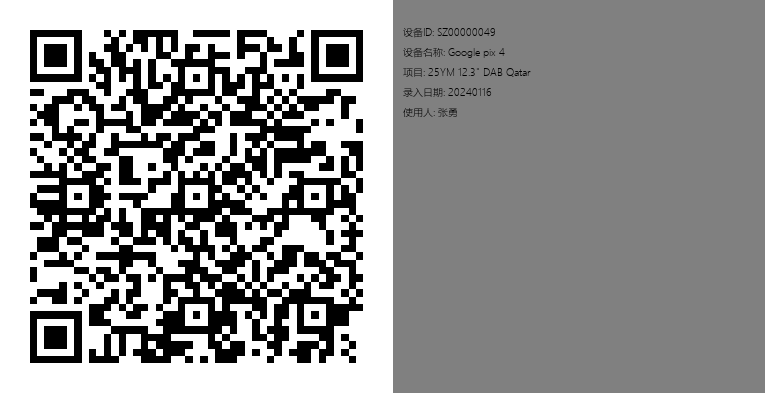 设备ID: SZ00000049
设备名称: Google pix 4
项目: 25YM 12.3" DAB Qatar
录入日期: 20240116
使用人: 张勇